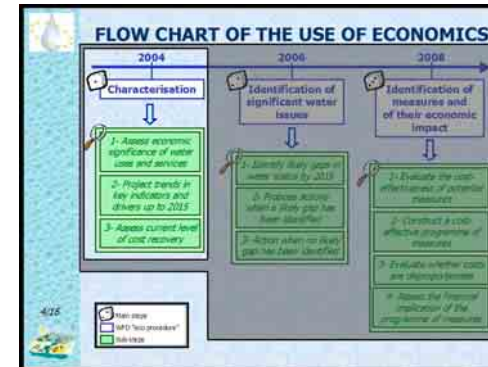 FLOW CHART OF THE USE OF ECONOMICS
2004
2006
2008
Characterisation
Identification of
significant water
issues
Identification of
measures and
of their economic
impact
1- Assess economic
significance of water
uses and services
2- Project trends in
key indicators and
drivers up to 2015
3- Assess current level
of cost recovery
1- Identify likely gaps in
water status by 2015
2- Propose Actions
when a likely gap has
been identified
3- Action when no likely
gap has been identified
1- Evaluate the cost-
effectiveness of potential
measures
2- Construct a cost-
effective programme of
measures
3- Evaluate whether costs
are disproportionate
4- Assess the financial
implication of the
programme of measures
Main steps
WFD "eco procedure"
Sub-steps
4/16